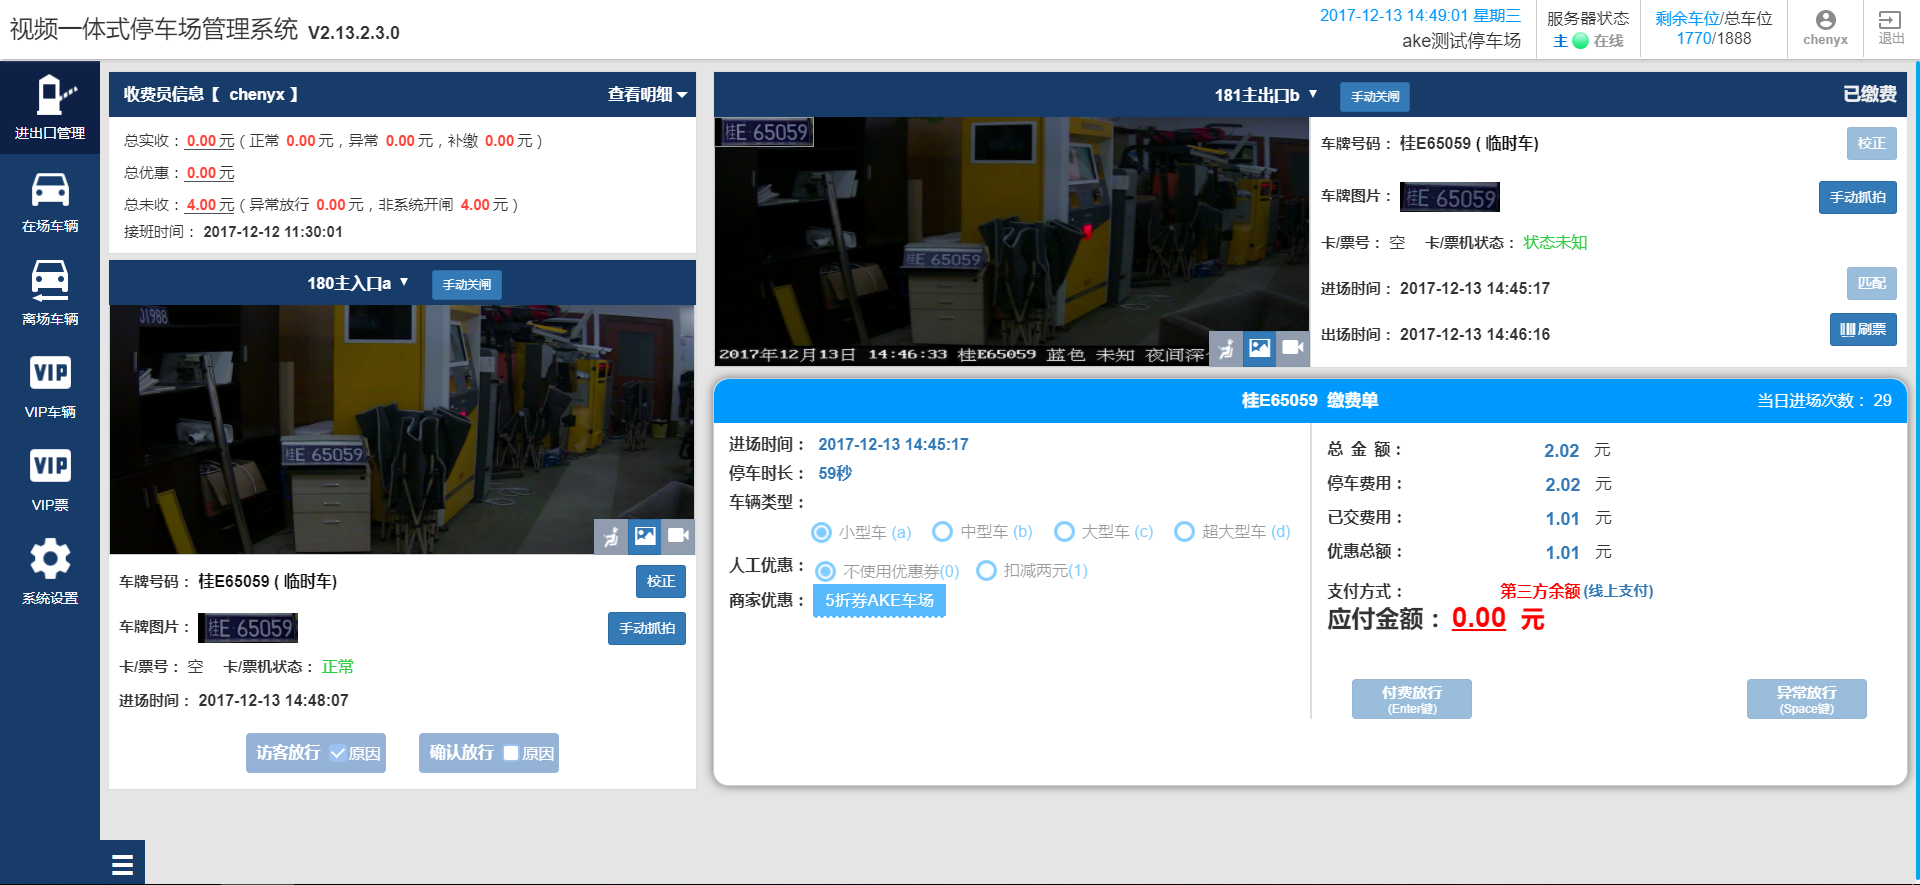 视频一体式停车场管理系统 V2.13.2.3.0
2017-12-13 14:49:01 星期三
ake测试停车场
服务器状态
主 在线
剩余车位/总车位
1770/1888
chenyx
退出
进出口管理
在场车辆
离场车辆
VIP
VIP车辆
VIP
VIP票
系统设置
收费员信息【 chenyx 】
查看明细
总实收： 0.00 元 ( 正常 0.00 元 , 异常 0.00 元 , 补缴 0.00 元 )
总优惠： 0.00 元
总未收： 4.00 元 ( 异常放行 0.00 元 , 非系统开闸 4.00 元 )
接班时间： 2017-12-12 11:30:01
180主入口a ▼
手动关闸
J1988
桂E 65059
车牌号码： 桂E65059 ( 临时车)
校正
车牌图片： 桂E 65059
手动抓拍
卡/票号： 空 卡/票机状态： 正常
进场时间： 2017-12-13 14:48:07
访客放行 原因
确认放行 原因
181主出口b ▼
手动关闸
已缴费
桂E 65059
桂E 65059
2017年12月13日 14:46:33 桂E65059 蓝色 未知 夜间深
车牌号码： 桂E65059 ( 临时车)
校正
车牌图片： 桂E 65059
手动抓拍
卡/票号： 空 卡/票机状态： 状态未知
进场时间： 2017-12-13 14:45:17
匹配
出场时间： 2017-12-13 14:46:16
刷票
桂E65059 缴费单
当日进场次数： 29
进场时间： 2017-12-13 14:45:17
停车时长： 59秒
车辆类型：
小型车 (a) 中型车 (b) 大型车 (c) 超大型车 (d)
人工优惠： 不使用优惠券(0) 扣减两元(1)
商家优惠： 5折券AKE车场
总 金 额： 2.02 元
停车费用： 2.02 元
已交费用： 1.01 元
优惠总额： 1.01 元
支付方式： 第三方余额 (线上支付)
应付金额： 0.00 元
付费放行
(Enter键)
异常放行
(Space键)